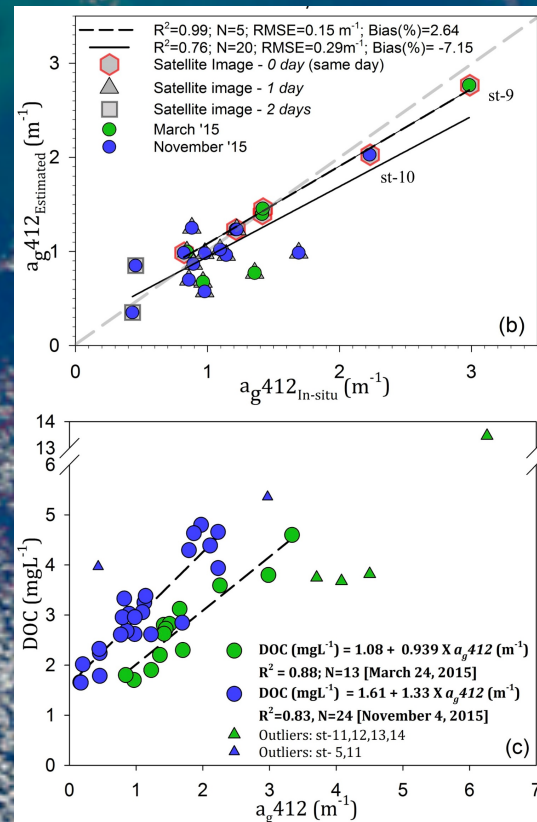 R²=0.99; N=5; RMSE=0.15 m⁻¹; Bias(%)=2.64
R²=0.76; N=20; RMSE=0.29m⁻¹; Bias(%)= -7.15
Satellite Image - 0 day (same day)
Satellite image - 1 day
Satellite image - 2 days
March '15
November '15
3
2
1
0
ag412Estimated (m⁻¹)
st-9
st-10
(b)
0 1 2 3
ag412In-situ (m⁻¹)
14
13
6
5
4
3
2
1
0
DOC (mgL⁻¹)
DOC (mgL⁻¹) = 1.08 + 0.939 X ag412 (m⁻¹)
R² = 0.88; N=13 [March 24, 2015]
DOC (mgL⁻¹) = 1.61 + 1.33 X ag412 (m⁻¹)
R²=0.83, N=24 [November 4, 2015]
Outliers: st-11,12,13,14
Outliers: st- 5,11
(c)
0 1 2 3 4 5 6 7
ag412 (m⁻¹)